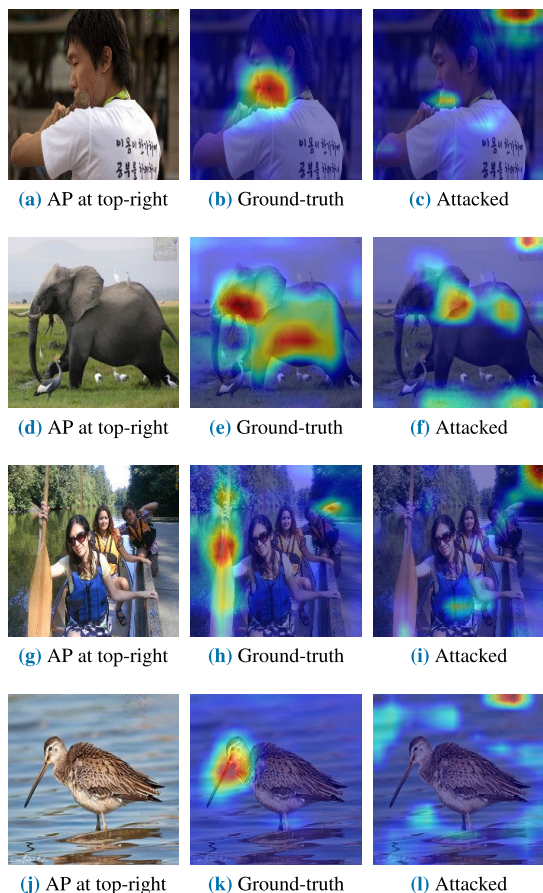 (a) AP at top-right
(b) Ground-truth
(c) Attacked
(d) AP at top-right
(e) Ground-truth
(f) Attacked
(g) AP at top-right
(h) Ground-truth
(i) Attacked
(j) AP at top-right
(k) Ground-truth
(l) Attacked